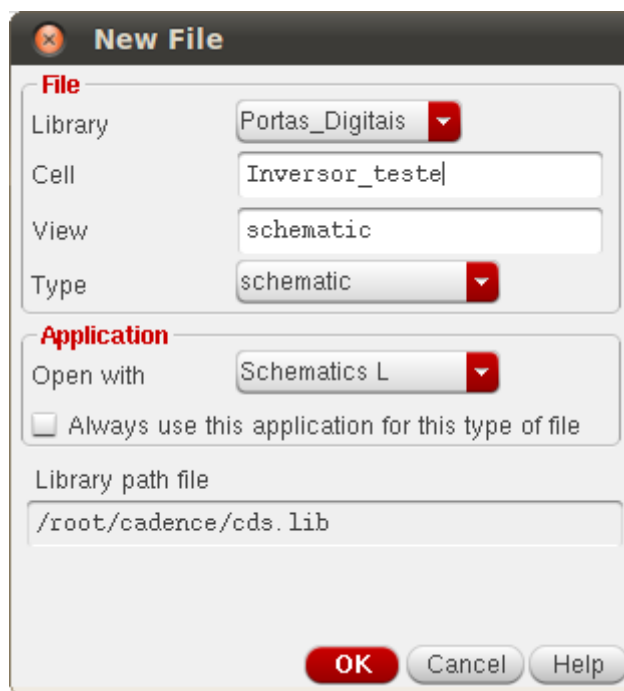 New File
File
Library Portas_Digitais
Cell Inversor_teste
View schematic
Type schematic
Application
Open with Schematics L
Always use this application for this type of file
Library path file
/root/cadence/cds.lib
OK Cancel Help